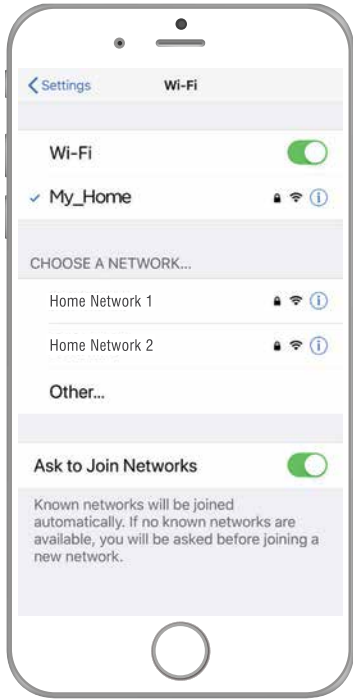 Settings Wi-Fi
Wi-Fi
My_Home
CHOOSE A NETWORK...
Home Network 1
Home Network 2
Other...
Ask to Join Networks
Known networks will be joined
automatically. If no known networks are
available, you will be asked before joining a
new network.